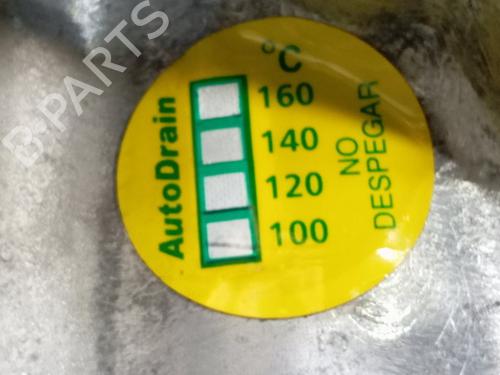 B-PARTS
AutoDrain
°C
160
140
120
100
NO
DESPEGAR